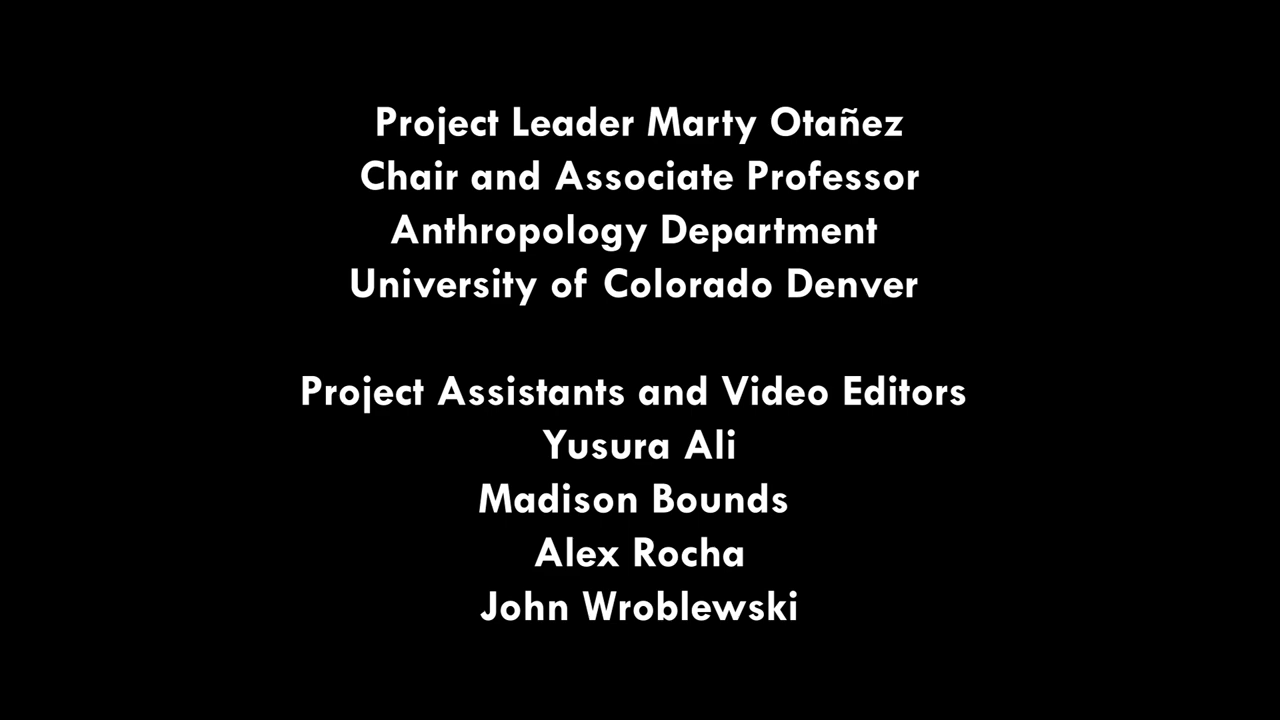 Project Leader Marty Otañez
Chair and Associate Professor
Anthropology Department
University of Colorado Denver
Project Assistants and Video Editors
Yusura Ali
Madison Bounds
Alex Rocha
John Wroblewski